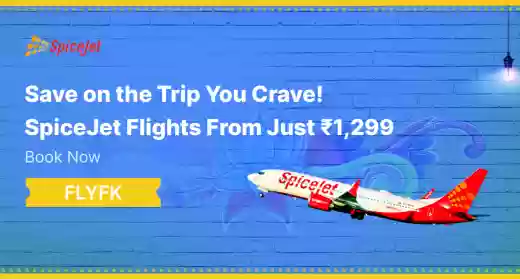 SpiceJet
Save on the Trip You Crave!
SpiceJet Flights From Just ₹1,299
Book Now
FLYFK
SpiceJet